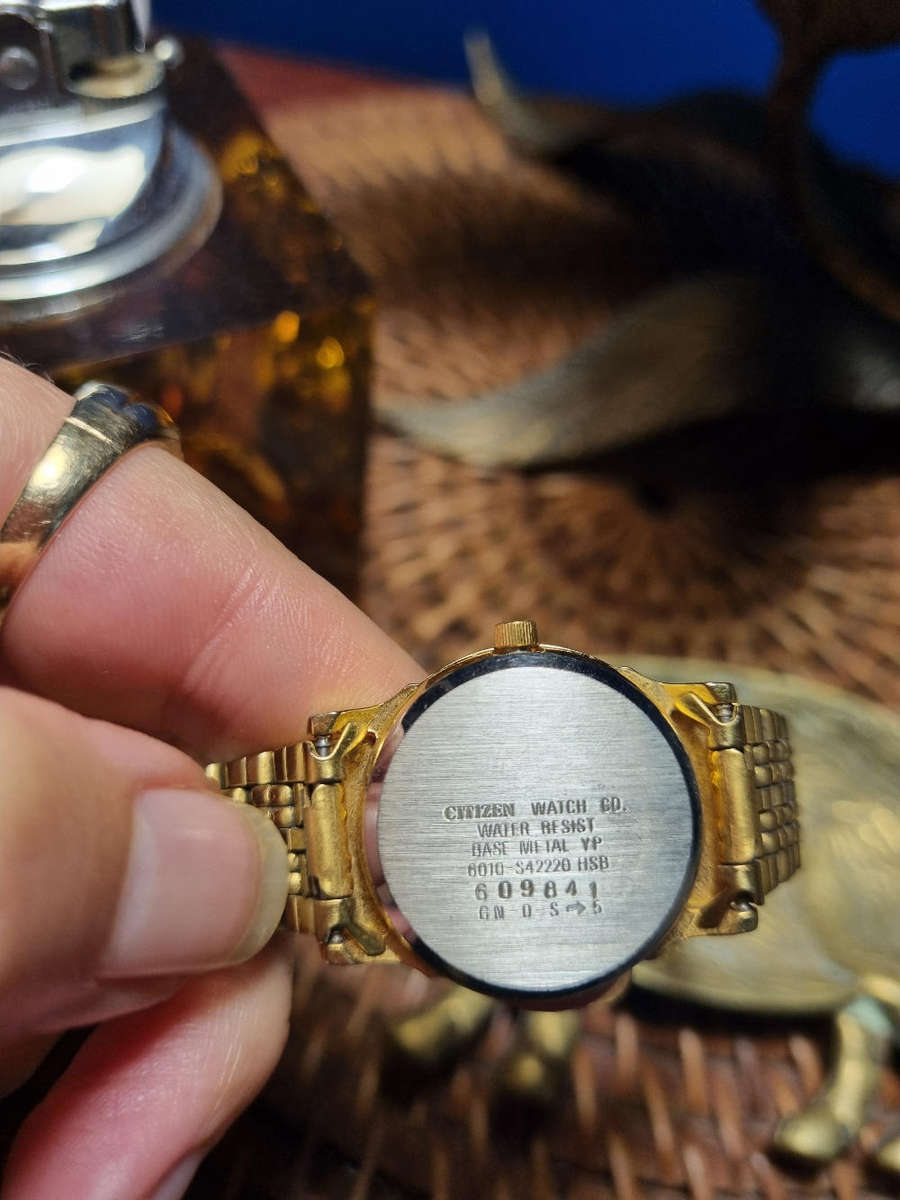 CITIZEN WATCH CO.
WATER RESIST
BASE METAL YP
6010-S42220 HSB
609841
GN-0-S→5